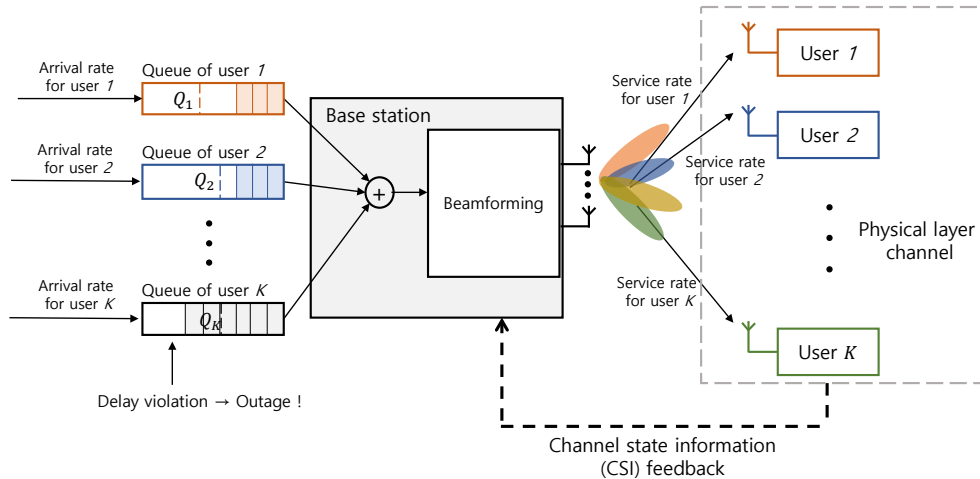 Arrival rate
for user 1
Queue of user 1
Q1
Arrival rate
for user 2
Queue of user 2
Q2
Arrival rate
for user K
Queue of user K
QK
Delay violation → Outage !
Base station
+
Beamforming
Service rate
for user 1
Service rate
for user 2
Service rate
for user K
User 1
User 2
User K
Physical layer
channel
Channel state information
(CSI) feedback